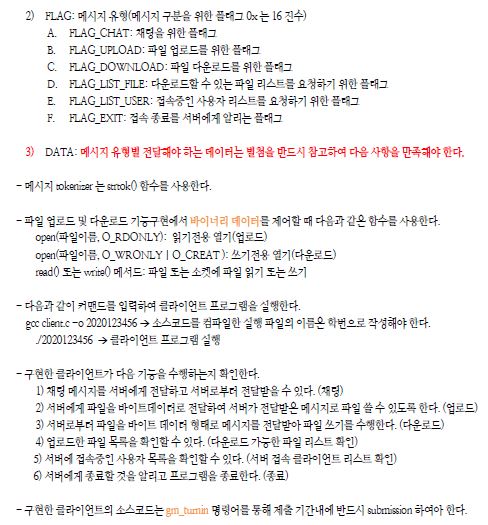 2) FLAG: 메시지 유형(메시지 구분을 위한 플래그 0x 는 16 진수)
A. FLAG_CHAT: 채팅을 위한 플래그
B. FLAG_UPLOAD: 파일 업로드를 위한 플래그
C. FLAG_DOWNLOAD: 파일 다운로드를 위한 플래그
D. FLAG_LIST_FILE: 다운로드할 수 있는 파일 리스트를 요청하기 위한 플래그
E. FLAG_LIST_USER: 접속중인 사용자 리스트를 요청하기 위한 플래그
F. FLAG_EXIT: 접속 종료를 서버에게 알리는 플래그
3) DATA: 메시지 유형별 전달해야 하는 데이터는 별첨을 반드시 참고하여 다음 사항을 만족해야 한다.
- 메시지 tokenizer 는 strtok() 함수를 사용한다.
- 파일 업로드 및 다운로드 기능구현에서 바이너리 데이터를 제어할 때 다음과 같은 함수를 사용한다.
open(파일이름, O_RDONLY): 읽기전용 열기(업로드)
open(파일이름, O_WRONLY | O_CREAT ): 쓰기전용 열기(다운로드)
read() 또는 write() 메서드: 파일 또는 소켓에 파일 읽기 또는 쓰기
- 다음과 같이 커맨드를 입력하여 클라이언트 프로그램을 실행한다.
gcc client.c -o 2020123456 → 소스코드를 컴파일한 실행 파일의 이름은 학번으로 작성해야 한다.
./2020123456 → 클라이언트 프로그램 실행
- 구현한 클라이언트가 다음 기능을 수행하는지 확인한다.
1) 채팅 메시지를 서버에게 전달하고 서버로부터 전달받을 수 있다. (채팅)
2) 서버에게 파일을 바이트데이터로 전달하여 서버가 전달받은 메시지로 파일 쓸 수 있도록 한다. (업로드)
3) 서버로부터 파일을 바이트 데이터 형태로 메시지를 전달받아 파일 쓰기를 수행한다. (다운로드)
4) 업로드한 파일 목록을 확인할 수 있다. (다운로드 가능한 파일 리스트 확인)
5) 서버에 접속중인 사용자 목록을 확인할 수 있다. (서버 접속 클라이언트 리스트 확인)
6) 서버에게 종료할 것을 알리고 프로그램을 종료한다. (종료)
- 구현한 클라이언트의 소스코드는 gm_turnin 명령어를 통해 제출 기간내에 반드시 submission 하여야 한다.